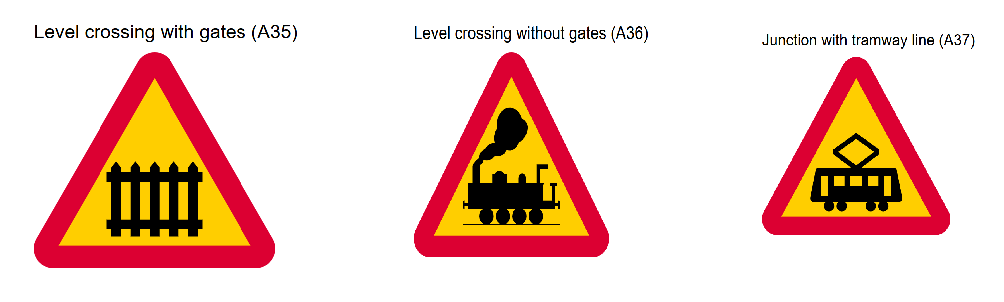 Level crossing with gates (A35)
Level crossing without gates (A36)
Junction with tramway line (A37)